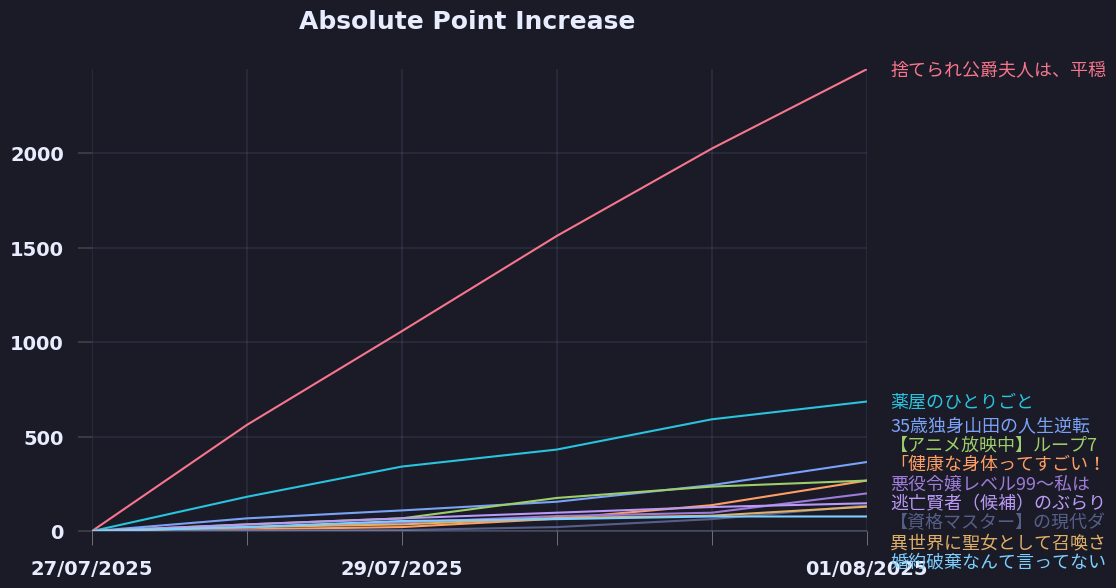 Absolute Point Increase
捨てられ公爵夫人は、平穏
2000
1500
1000
薬屋のひとりごと
35歳独身山田の人生逆転
500
【アニメ放映中】ループ7
「健康な身体ってすごい！
悪役令嬢レベル99～私は
逃亡賢者（候補）のぶらり
【資格マスター】の現代ダ
0
異世界に聖女として召喚さ
婚約破棄なんて言ってない
27/07/2025
29/07/2025
01/08/2025